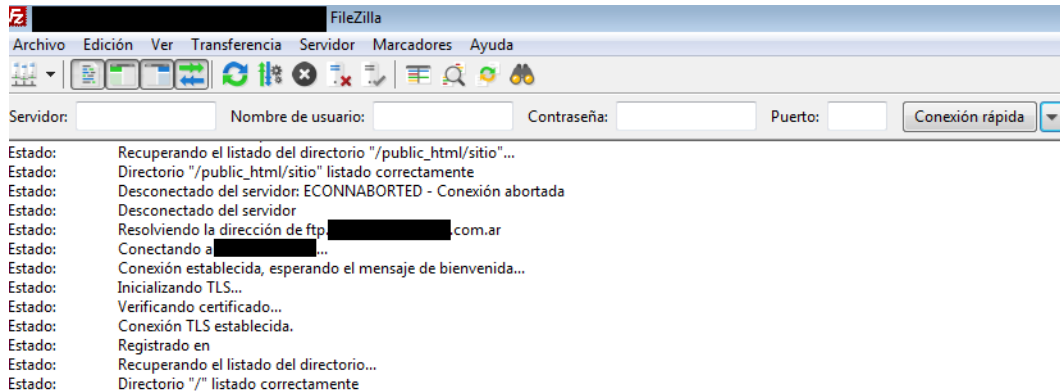 Fz FileZilla
Archivo Edición Ver Transferencia Servidor Marcadores Ayuda
Servidor: Nombre de usuario: Contraseña: Puerto: Conexión rápida
Estado: Recuperando el listado del directorio "/public_html/sitio"...
Estado: Directorio "/public_html/sitio" listado correctamente
Estado: Desconectado del servidor: ECONNABORTED - Conexión abortada
Estado: Desconectado del servidor
Estado: Resolviendo la dirección de ftp. .com.ar
Estado: Conectando a ...
Estado: Conexión establecida, esperando el mensaje de bienvenida...
Estado: Inicializando TLS...
Estado: Verificando certificado...
Estado: Conexión TLS establecida.
Estado: Registrado en
Estado: Recuperando el listado del directorio...
Estado: Directorio "/" listado correctamente